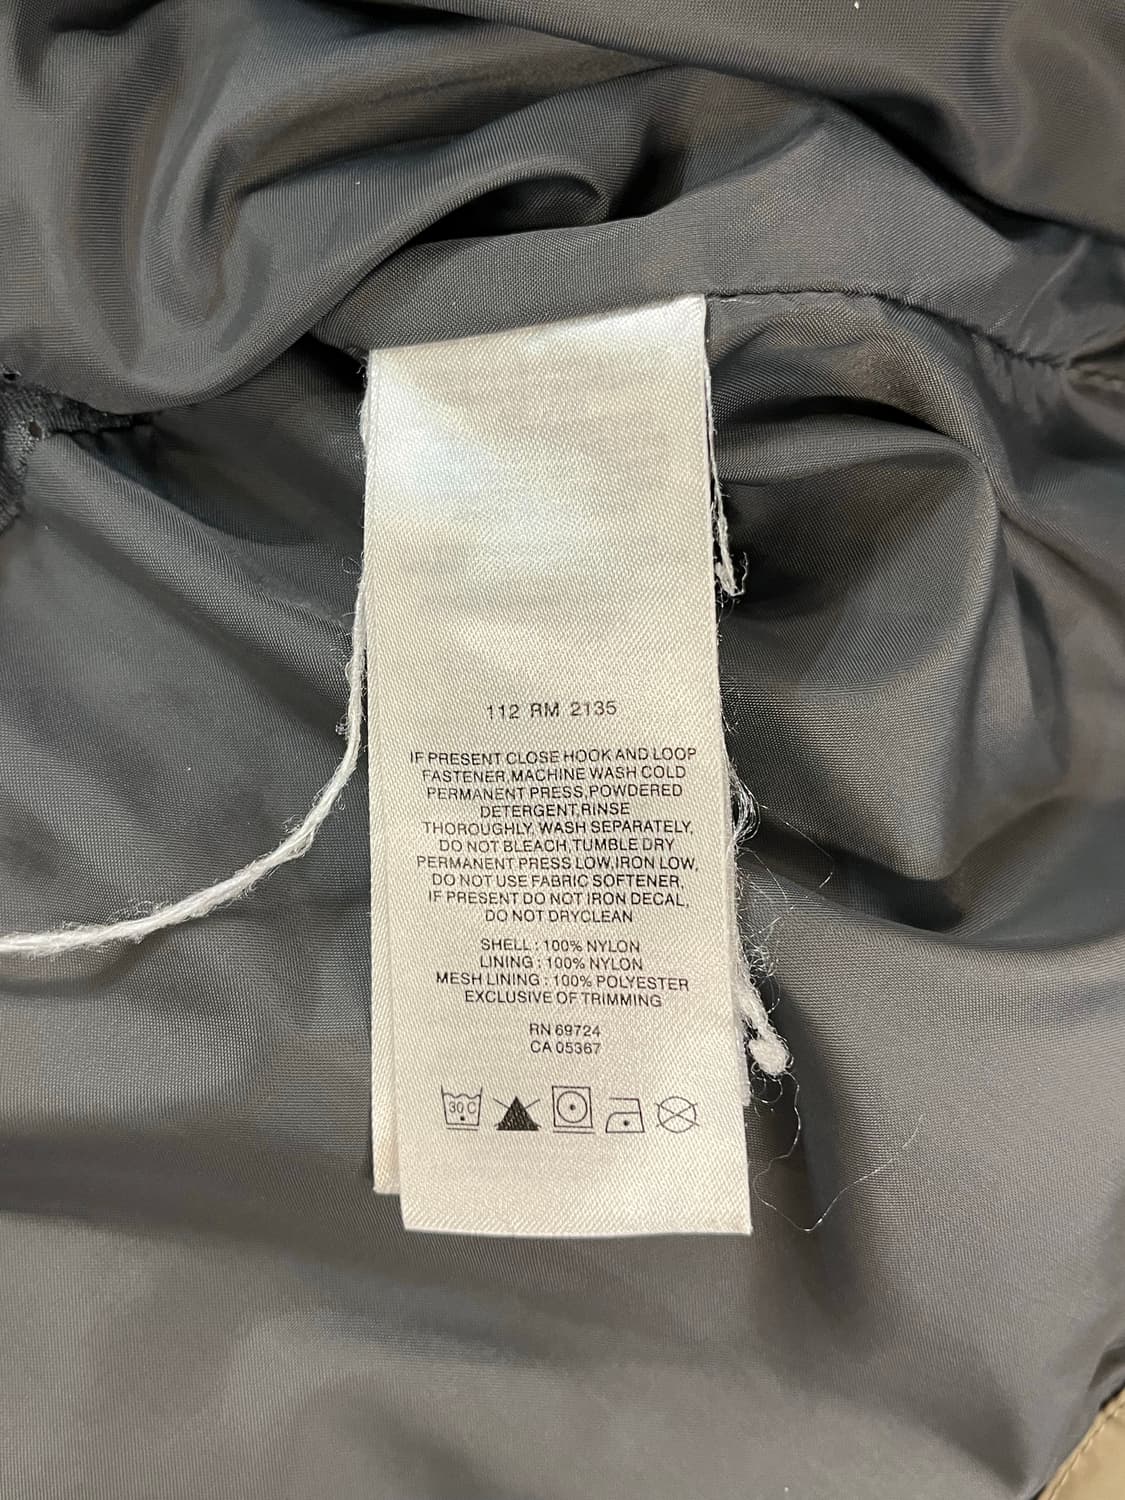 112 RM 2135
IF PRESENT CLOSE HOOK AND LOOP
FASTENER,MACHINE WASH COLD
PERMANENT PRESS,POWDERED
DETERGENT,RINSE
THOROUGHLY, WASH SEPARATELY,
DO NOT BLEACH,TUMBLE DRY
PERMANENT PRESS LOW,IRON LOW,
DO NOT USE FABRIC SOFTENER,
IF PRESENT DO NOT IRON DECAL,
DO NOT DRYCLEAN
SHELL : 100% NYLON
LINING : 100% NYLON
MESH LINING : 100% POLYESTER
EXCLUSIVE OF TRIMMING
RN 69724
CA 05367
30 C